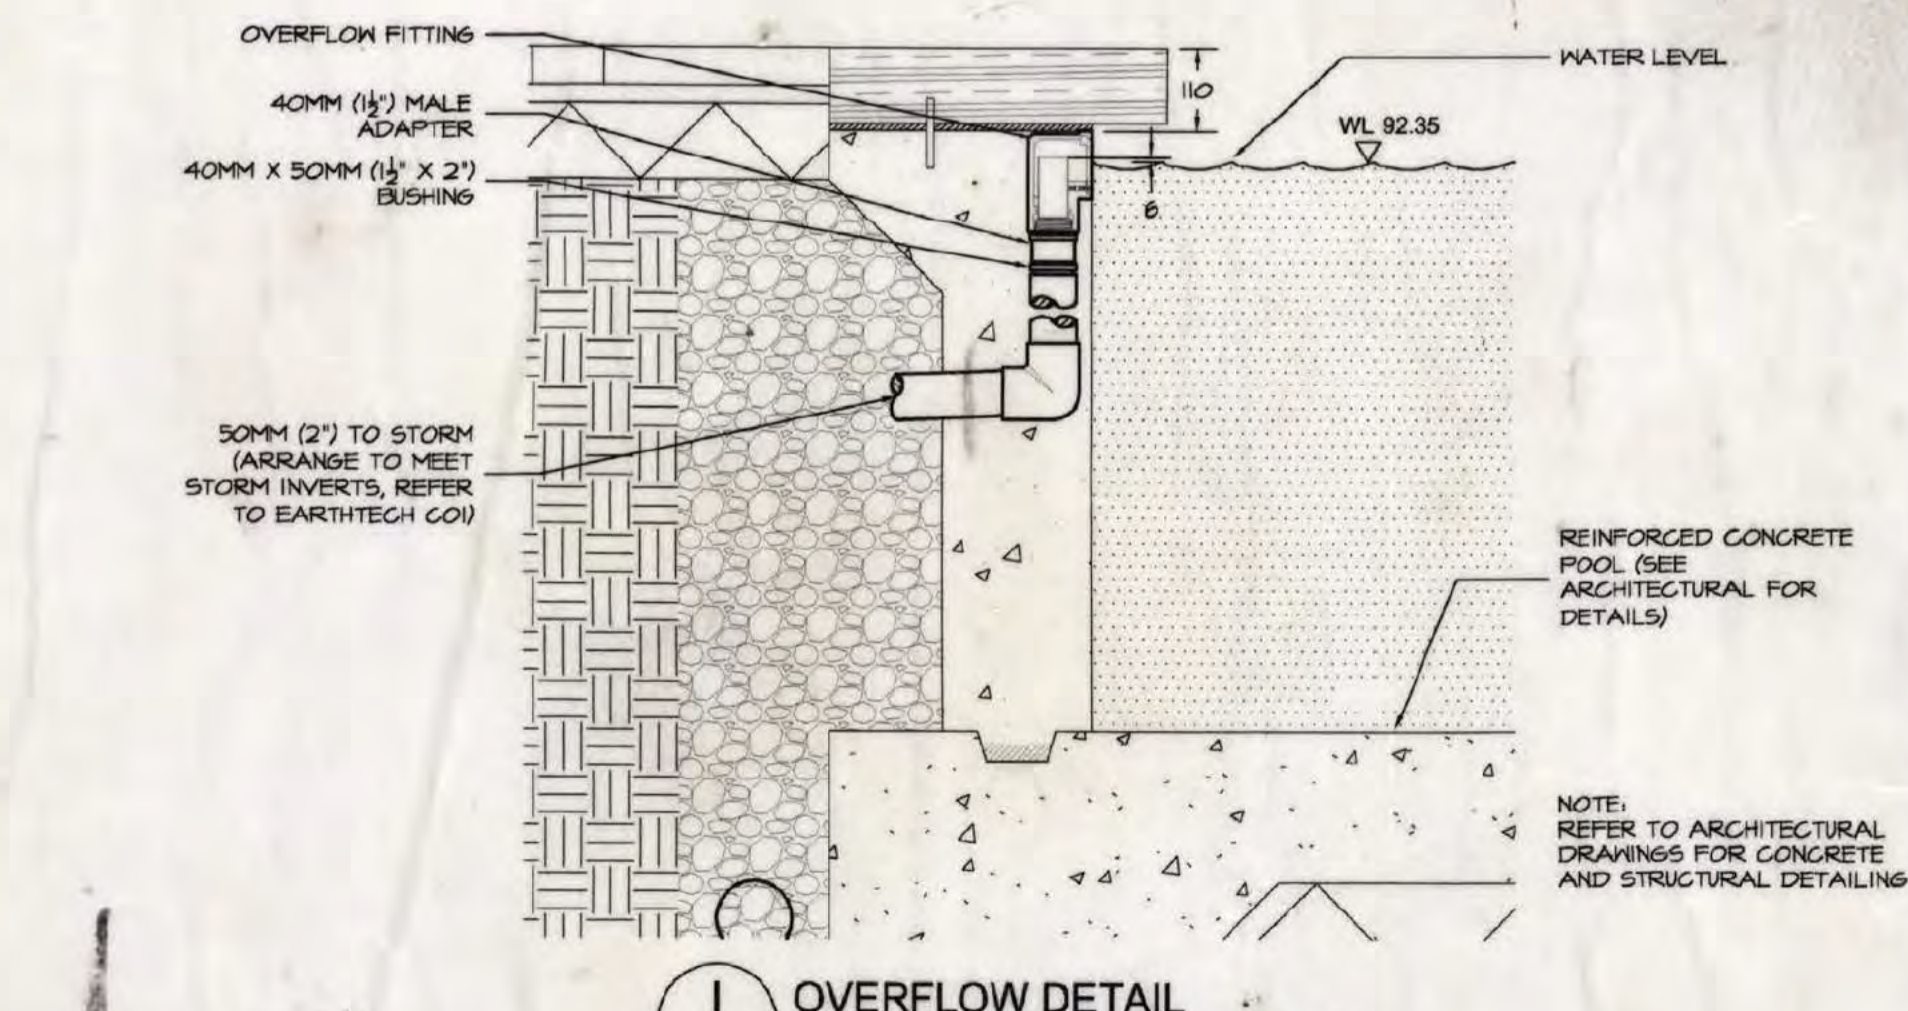 OVERFLOW FITTING
40MM (1½") MALE
ADAPTER
40MM X 50MM (1½" X 2")
BUSHING
50MM (2") TO STORM
(ARRANGE TO MEET
STORM INVERTS, REFER
TO EARTHTECH CO1)
110
6
WL 92.35
WATER LEVEL
REINFORCED CONCRETE
POOL (SEE
ARCHITECTURAL FOR
DETAILS)
NOTE:
REFER TO ARCHITECTURAL
DRAWINGS FOR CONCRETE
AND STRUCTURAL DETAILING
1
OVERFLOW DETAIL